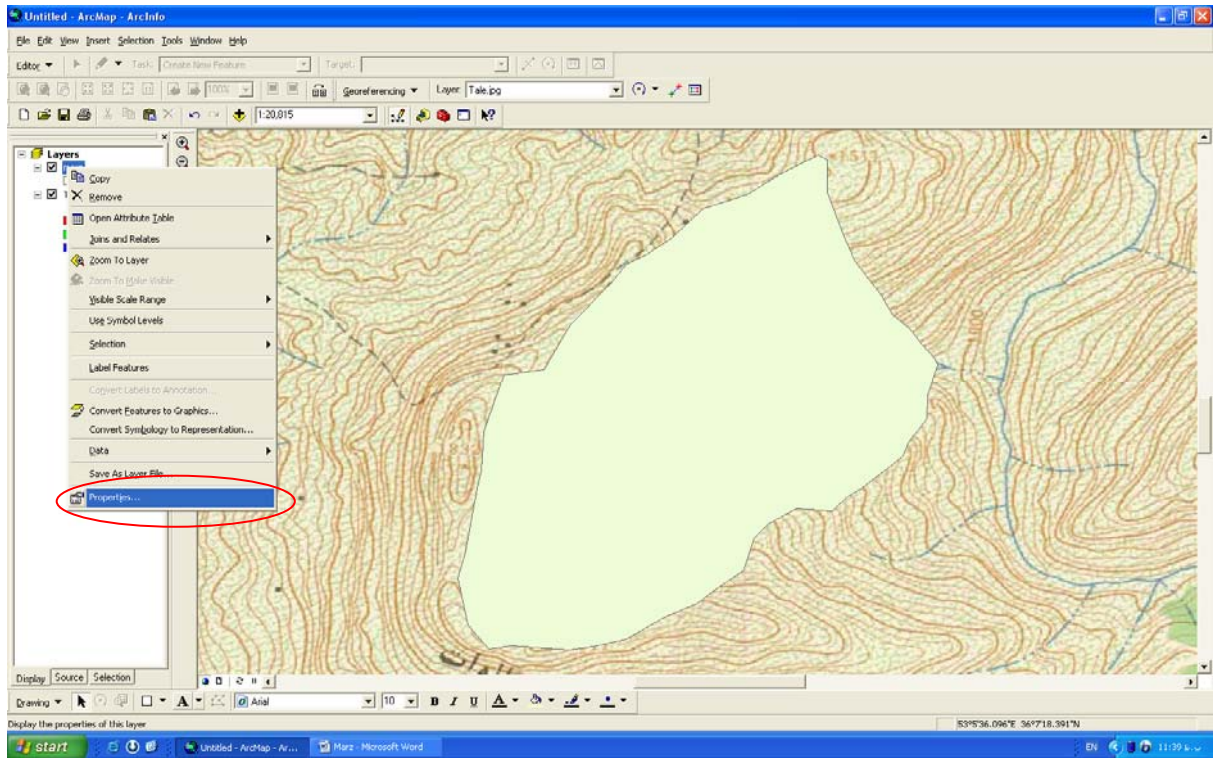 Untitled - ArcMap - ArcInfo
File Edit View Insert Selection Tools Window Help
Editor Task: Create New Feature Target:
100% Georeferencing Layer: Tale.jpg
1:20,815
Layers
Copy
Remove
Open Attribute Table
Joins and Relates
Zoom To Layer
Zoom To Make Visible
Visible Scale Range
Use Symbol Levels
Selection
Label Features
Convert Labels to Annotation...
Convert Features to Graphics...
Convert Symbology to Representation...
Data
Save As Layer File...
Properties...
1100
Display Source Selection
Drawing A Arial 10 B I U A
Display the properties of this layer 53°5'36.096"E 36°7'18.391"N
start Untitled - ArcMap - Ar... Marz - Microsoft Word EN 11:39 ب.ظ